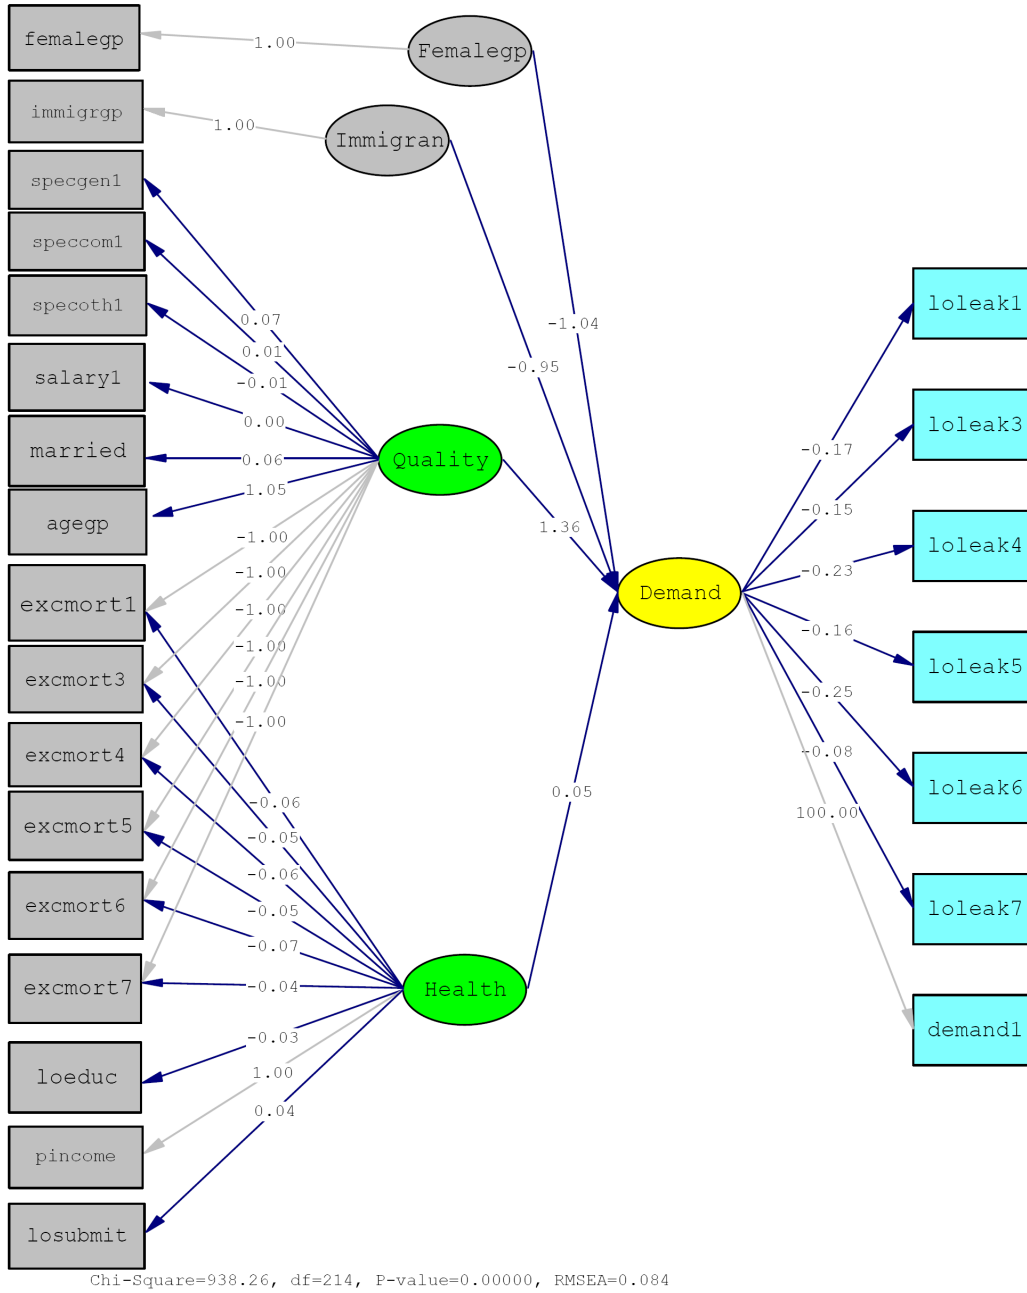 femalegp
1.00
Femalegp
immigrgp
1.00
Immigran
specgen1
speccom1
specoth1
salary1
married
agegp
0.07
0.01
-0.01
0.00
0.06
1.05
Quality
-1.04
-0.95
1.36
-1.00
-1.00
-1.00
-1.00
-1.00
-1.00
excmort1
excmort3
excmort4
excmort5
excmort6
excmort7
-0.06
-0.05
-0.06
-0.05
-0.07
-0.04
-0.03
1.00
0.04
Health
0.05
Demand
loeduc
pincome
losubmit
-0.17
-0.15
-0.23
-0.16
-0.25
-0.08
100.00
loleak1
loleak3
loleak4
loleak5
loleak6
loleak7
demand1
Chi-Square=938.26, df=214, P-value=0.00000, RMSEA=0.084